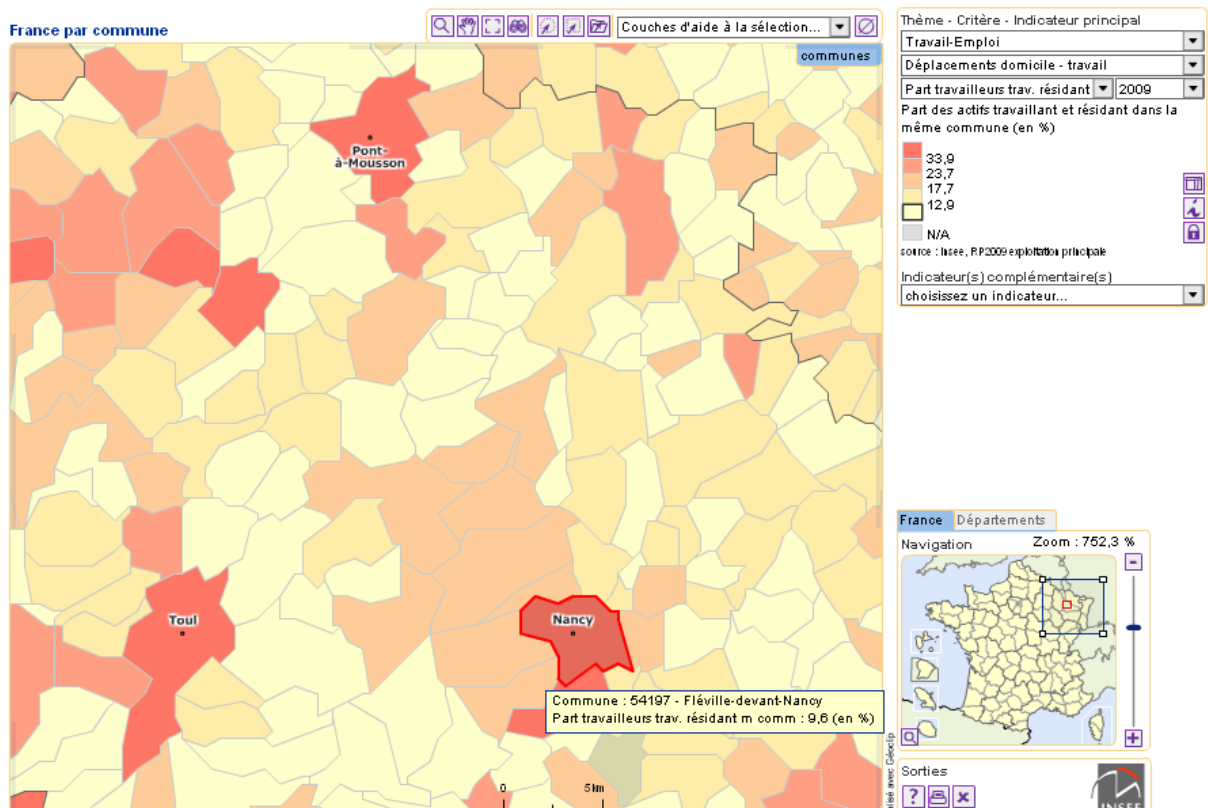 France par commune
Couches d'aide à la sélection...
communes
Pont-
à-Mousson
Toul
Nancy
Commune : 54197 - Fléville-devant-Nancy
Part travailleurs trav. résidant m comm : 9,6 (en %)
0
5 km
Thème - Critère - Indicateur principal
Travail-Emploi
Déplacements domicile - travail
Part travailleurs trav. résidant
2009
Part des actifs travaillant et résidant dans la
même commune (en %)
33,9
23,7
17,7
12,9
N/A
source : Insee, RP2009 exploitation principale
Indicateur(s) complémentaire(s)
choisissez un indicateur...
France
Départements
Navigation
Zoom : 752,3 %
avec Géoclip
Sorties
INSEE